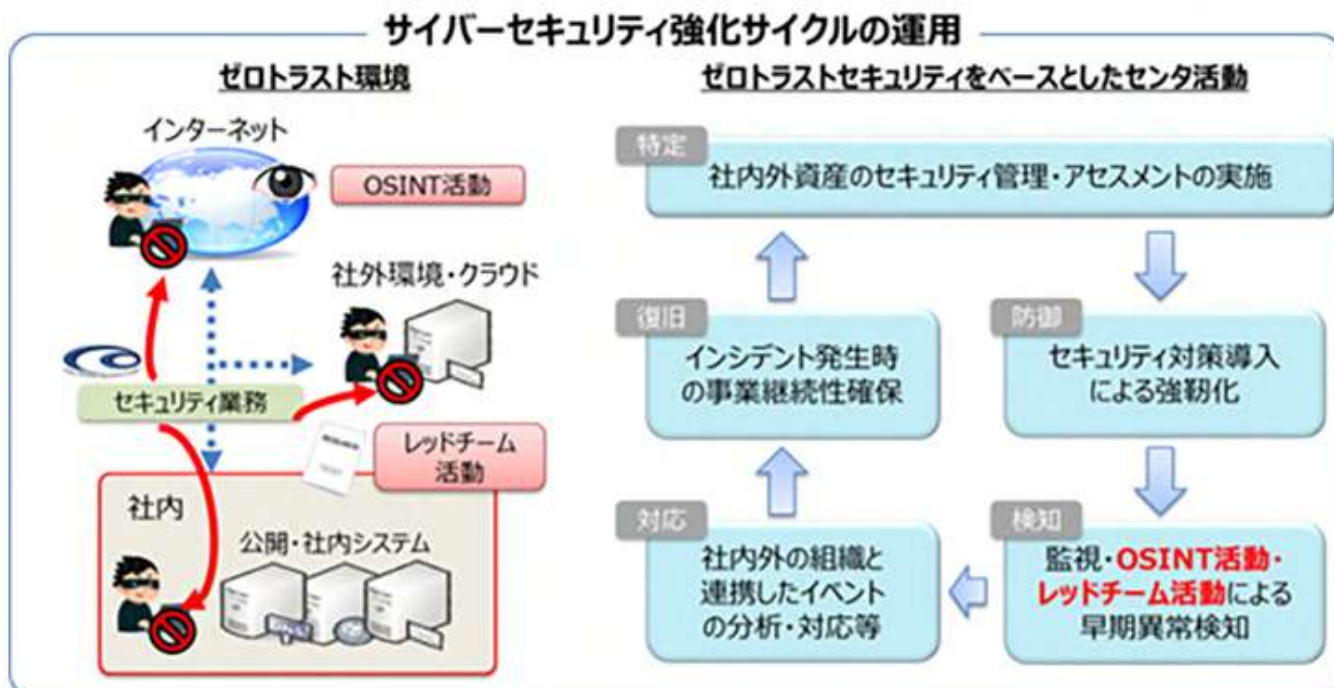 サイバーセキュリティ強化サイクルの運用
ゼロトラスト環境
インターネット
OSINT活動
社外環境・クラウド
セキュリティ業務
レッドチーム
活動
社内
公開・社内システム
ゼロトラストセキュリティをベースとしたセンタ活動
特定
社内外資産のセキュリティ管理・アセスメントの実施
復旧
インシデント発生時
の事業継続性確保
防御
セキュリティ対策導入
による強靭化
対応
社内外の組織と
連携したイベント
の分析・対応等
検知
監視・OSINT活動・
レッドチーム活動による
早期異常検知